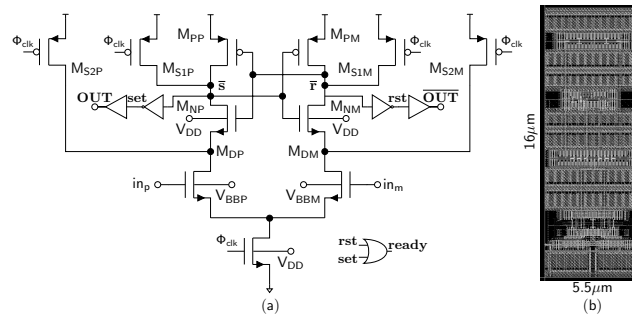 Φclk
MPP
MPM
Φclk
Φclk
Φclk
MS2P
MS1P
MS1M
MS2M
s̅
r̅
OUT
set
MNP
MNM
rst
O̅U̅T̅
VDD
VDD
MDP
MDM
inp
VBBP
VBBM
inm
Φclk
VDD
rst
set
ready
(a)
16μm
5.5μm
(b)